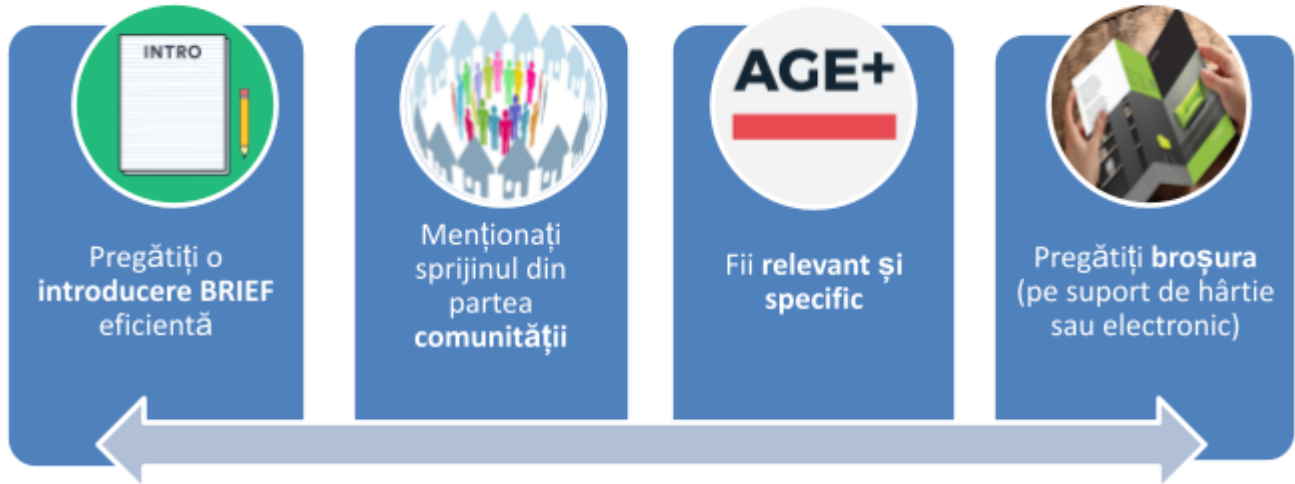 INTRO
Pregătiți o
introducere BRIEF
eficientă
Menționați
sprijinul din
partea
comunității
AGE+
Fii relevant și
specific
Pregătiți broșura
(pe suport de hârtie
sau electronic)